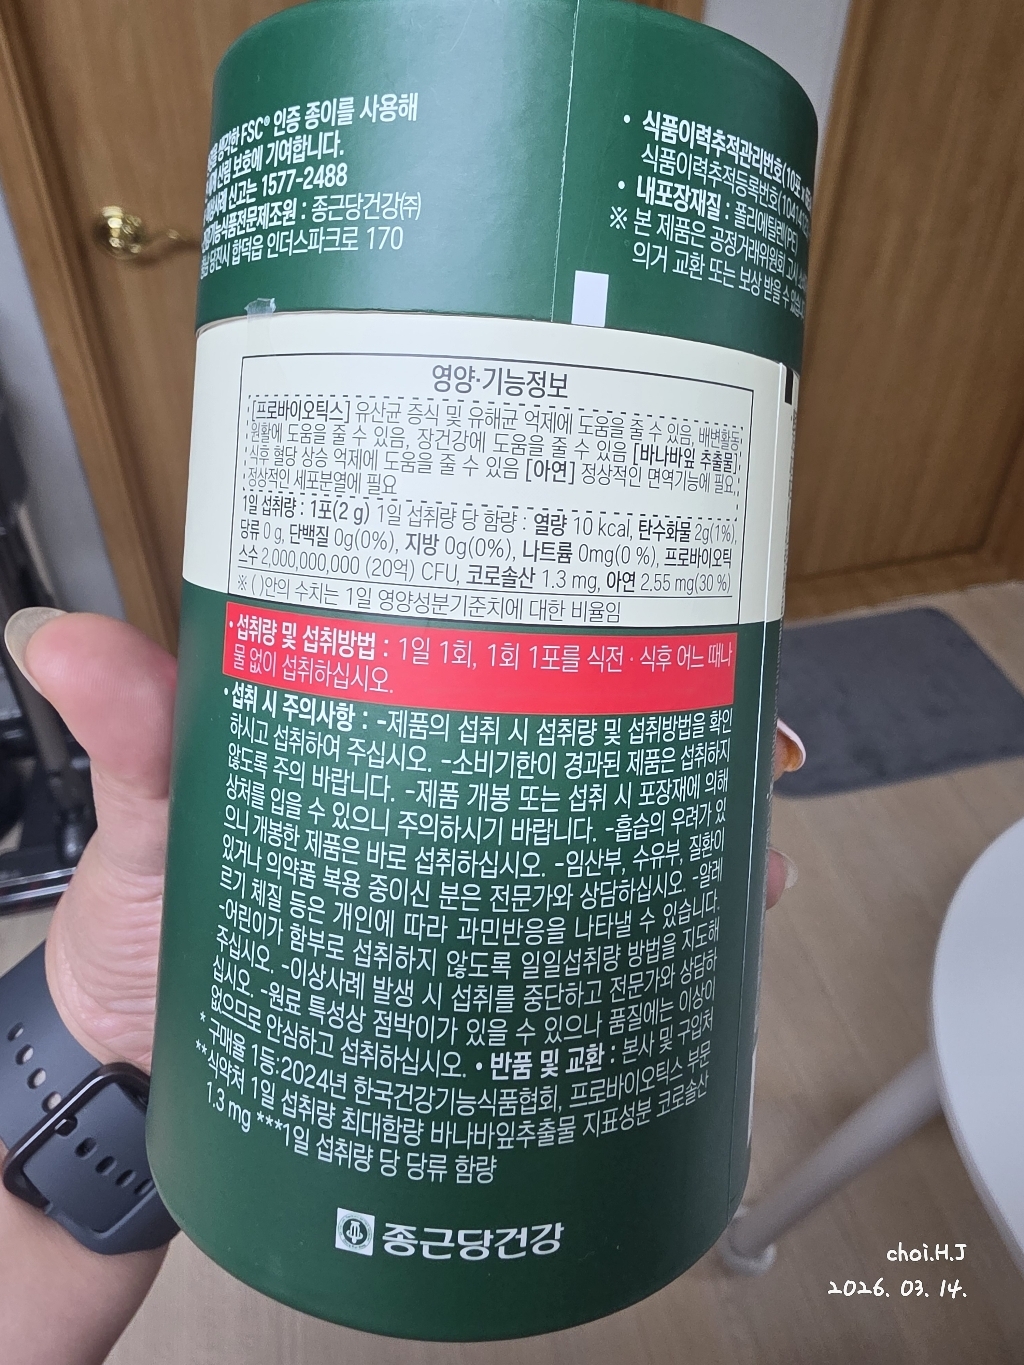 생각한 FSC® 인증 종이를 사용해
산림 보호에 기여합니다.
신고는 1577-2488
기능식품전문제조원 : 종근당건강㈜
당진시 합덕읍 인더스파크로 170
• 식품이력추적관리번호(10포
식품이력추적등록번호
• 내포장재질 : 폴리에틸렌(PE)
※ 본 제품은 공정거래위원회 고시
의거 교환 또는 보상 받을 수
영양·기능정보
[프로바이오틱스] 유산균 증식 및 유해균 억제에 도움을 줄 수 있음, 배변활동
원활에 도움을 줄 수 있음, 장건강에 도움을 줄 수 있음 [바나바잎 추출물]
식후 혈당 상승 억제에 도움을 줄 수 있음 [아연] 정상적인 면역기능에 필요,
정상적인 세포분열에 필요
1일 섭취량 : 1포(2 g) 1일 섭취량 당 함량 : 열량 10 kcal, 탄수화물 2g(1%),
당류 0 g, 단백질 0g(0%), 지방 0g(0%), 나트륨 0mg(0 %), 프로바이오틱
스수 2,000,000,000 (20억) CFU, 코로솔산 1.3 mg, 아연 2.55 mg(30 %)
※ ( )안의 수치는 1일 영양성분기준치에 대한 비율임
• 섭취량 및 섭취방법 : 1일 1회, 1회 1포를 식전 · 식후 어느 때나
물 없이 섭취하십시오.
• 섭취 시 주의사항 : -제품의 섭취 시 섭취량 및 섭취방법을 확인
하시고 섭취하여 주십시오. -소비기한이 경과된 제품은 섭취하지
않도록 주의 바랍니다. -제품 개봉 또는 섭취 시 포장재에 의해
상처를 입을 수 있으니 주의하시기 바랍니다. -흡습의 우려가 있
으니 개봉한 제품은 바로 섭취하십시오. -임산부, 수유부, 질환이
있거나 의약품 복용 중이신 분은 전문가와 상담하십시오. -알레
르기 체질 등은 개인에 따라 과민반응을 나타낼 수 있습니다.
-어린이가 함부로 섭취하지 않도록 일일섭취량 방법을 지도해
주십시오. -이상사례 발생 시 섭취를 중단하고 전문가와 상담하
십시오. -원료 특성상 점박이가 있을 수 있으나 품질에는 이상이
없으므로 안심하고 섭취하십시오. • 반품 및 교환 : 본사 및 구입처
* 구매율 1등:2024년 한국건강기능식품협회, 프로바이오틱스 부문
**식약처 1일 섭취량 최대함량 바나바잎추출물 지표성분 코로솔산
1.3 mg ***1일 섭취량 당 당류 함량
종근당건강
choi.H.J
2026. 03. 14.